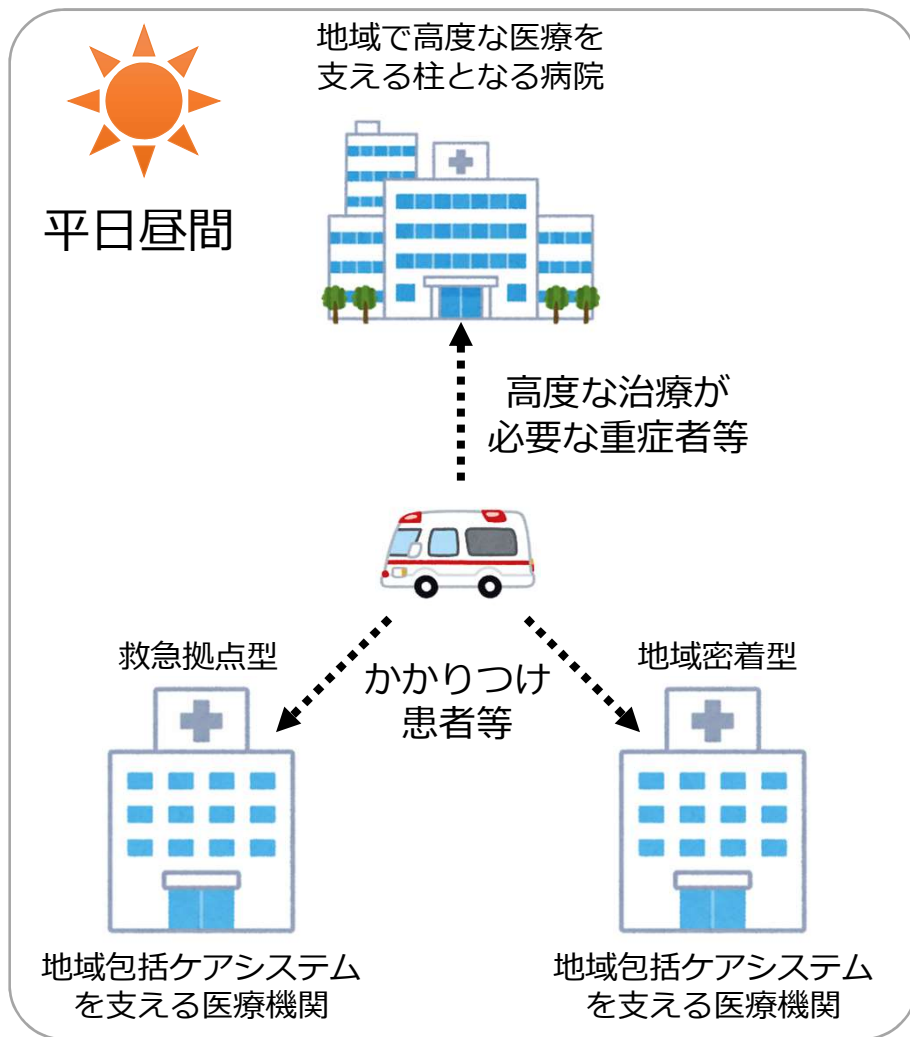 地域で高度な医療を
支える柱となる病院
平日昼間
高度な治療が
必要な重症者等
救急拠点型
かかりつけ
患者等
地域密着型
地域包括ケアシステム
を支える医療機関
地域包括ケアシステム
を支える医療機関